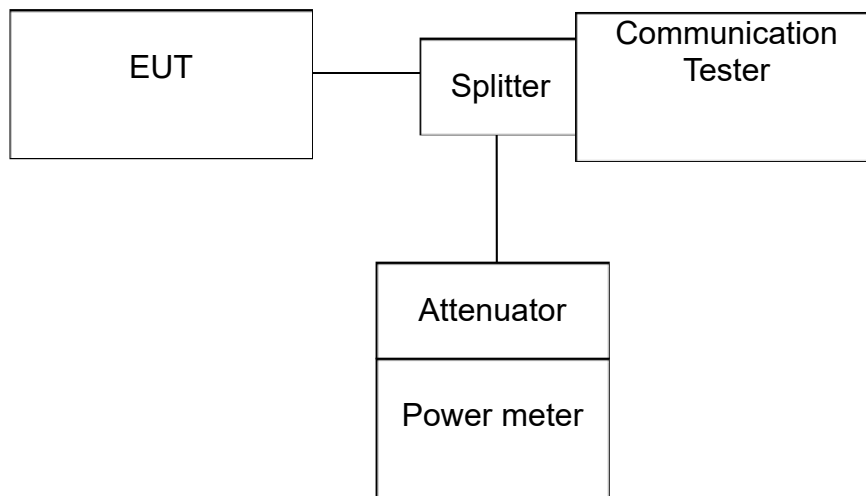 EUT
Splitter
Communication
Tester
Attenuator
Power meter